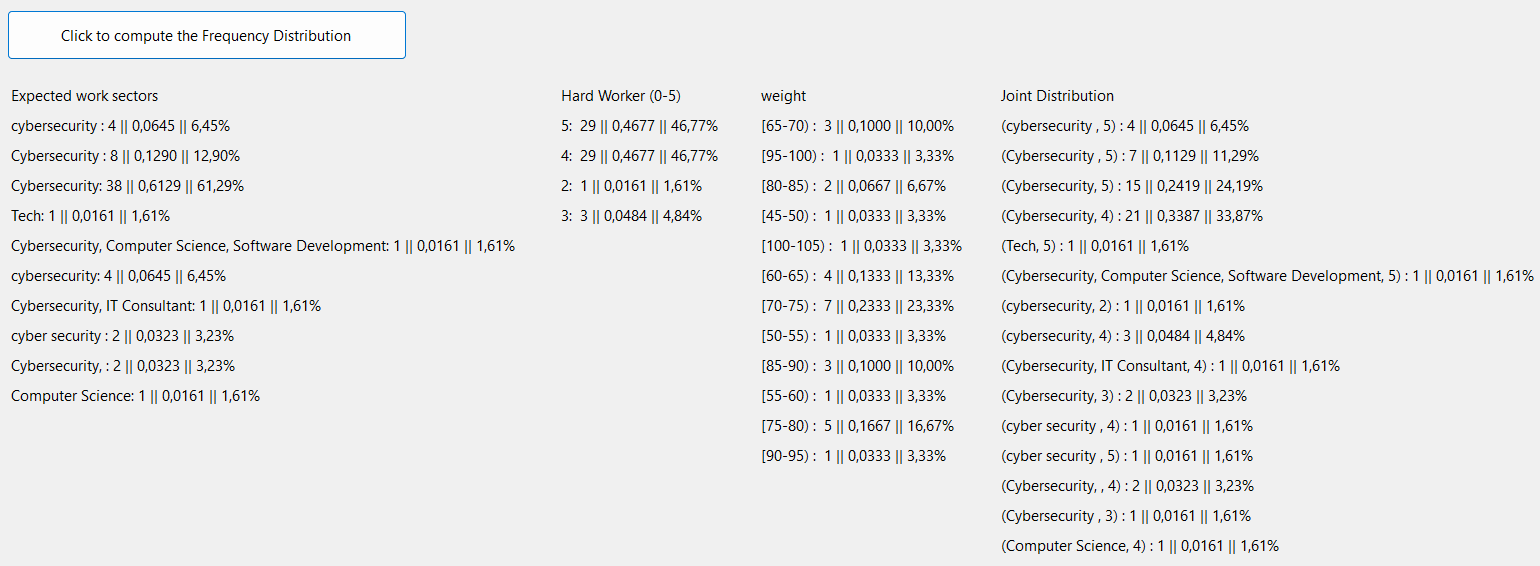 Click to compute the Frequency Distribution
Expected work sectors
cybersecurity : 4 || 0,0645 || 6,45%
Cybersecurity : 8 || 0,1290 || 12,90%
Cybersecurity: 38 || 0,6129 || 61,29%
Tech: 1 || 0,0161 || 1,61%
Cybersecurity, Computer Science, Software Development: 1 || 0,0161 || 1,61%
cybersecurity: 4 || 0,0645 || 6,45%
Cybersecurity, IT Consultant: 1 || 0,0161 || 1,61%
cyber security : 2 || 0,0323 || 3,23%
Cybersecurity, : 2 || 0,0323 || 3,23%
Computer Science: 1 || 0,0161 || 1,61%
Hard Worker (0-5)
5: 29 || 0,4677 || 46,77%
4: 29 || 0,4677 || 46,77%
2: 1 || 0,0161 || 1,61%
3: 3 || 0,0484 || 4,84%
weight
[65-70) : 3 || 0,1000 || 10,00%
[95-100) : 1 || 0,0333 || 3,33%
[80-85) : 2 || 0,0667 || 6,67%
[45-50) : 1 || 0,0333 || 3,33%
[100-105) : 1 || 0,0333 || 3,33%
[60-65) : 4 || 0,1333 || 13,33%
[70-75) : 7 || 0,2333 || 23,33%
[50-55) : 1 || 0,0333 || 3,33%
[85-90) : 3 || 0,1000 || 10,00%
[55-60) : 1 || 0,0333 || 3,33%
[75-80) : 5 || 0,1667 || 16,67%
[90-95) : 1 || 0,0333 || 3,33%
Joint Distribution
(cybersecurity , 5) : 4 || 0,0645 || 6,45%
(Cybersecurity , 5) : 7 || 0,1129 || 11,29%
(Cybersecurity, 5) : 15 || 0,2419 || 24,19%
(Cybersecurity, 4) : 21 || 0,3387 || 33,87%
(Tech, 5) : 1 || 0,0161 || 1,61%
(Cybersecurity, Computer Science, Software Development, 5) : 1 || 0,0161 || 1,61%
(cybersecurity, 2) : 1 || 0,0161 || 1,61%
(cybersecurity, 4) : 3 || 0,0484 || 4,84%
(Cybersecurity, IT Consultant, 4) : 1 || 0,0161 || 1,61%
(Cybersecurity, 3) : 2 || 0,0323 || 3,23%
(cyber security , 4) : 1 || 0,0161 || 1,61%
(cyber security , 5) : 1 || 0,0161 || 1,61%
(Cybersecurity, , 4) : 2 || 0,0323 || 3,23%
(Cybersecurity , 3) : 1 || 0,0161 || 1,61%
(Computer Science, 4) : 1 || 0,0161 || 1,61%